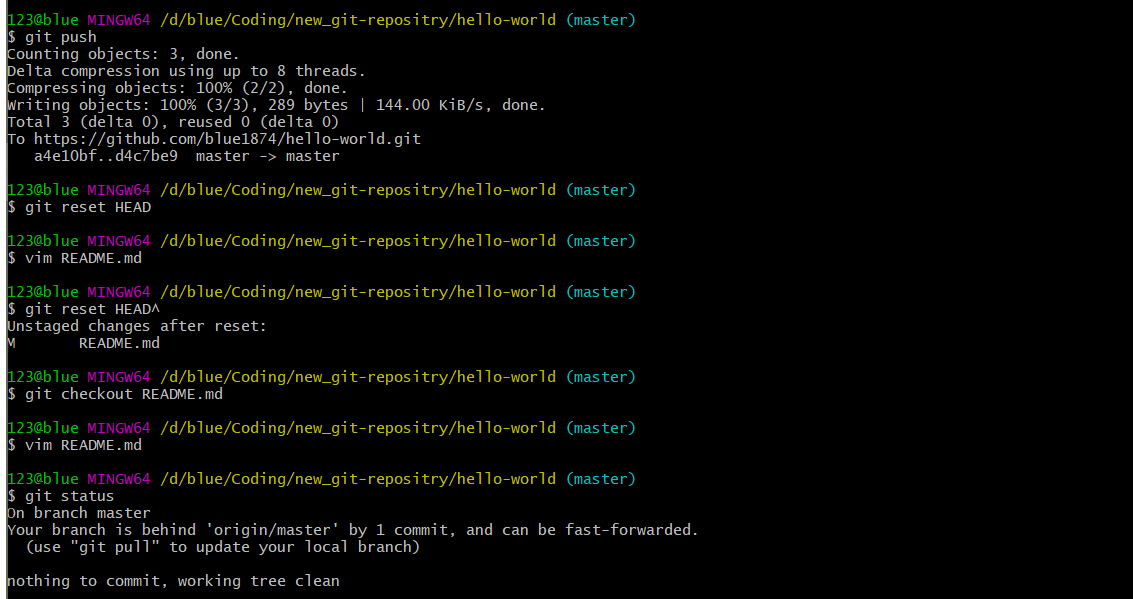 123@blue MINGW64 /d/blue/Coding/new_git-repositry/hello-world (master)
$ git push
Counting objects: 3, done.
Delta compression using up to 8 threads.
Compressing objects: 100% (2/2), done.
Writing objects: 100% (3/3), 289 bytes | 144.00 KiB/s, done.
Total 3 (delta 0), reused 0 (delta 0)
To https://github.com/blue1874/hello-world.git
   a4e10bf..d4c7be9  master -> master

123@blue MINGW64 /d/blue/Coding/new_git-repositry/hello-world (master)
$ git reset HEAD

123@blue MINGW64 /d/blue/Coding/new_git-repositry/hello-world (master)
$ vim README.md

123@blue MINGW64 /d/blue/Coding/new_git-repositry/hello-world (master)
$ git reset HEAD^
Unstaged changes after reset:
M       README.md

123@blue MINGW64 /d/blue/Coding/new_git-repositry/hello-world (master)
$ git checkout README.md

123@blue MINGW64 /d/blue/Coding/new_git-repositry/hello-world (master)
$ vim README.md

123@blue MINGW64 /d/blue/Coding/new_git-repositry/hello-world (master)
$ git status
On branch master
Your branch is behind 'origin/master' by 1 commit, and can be fast-forwarded.
  (use "git pull" to update your local branch)

nothing to commit, working tree clean